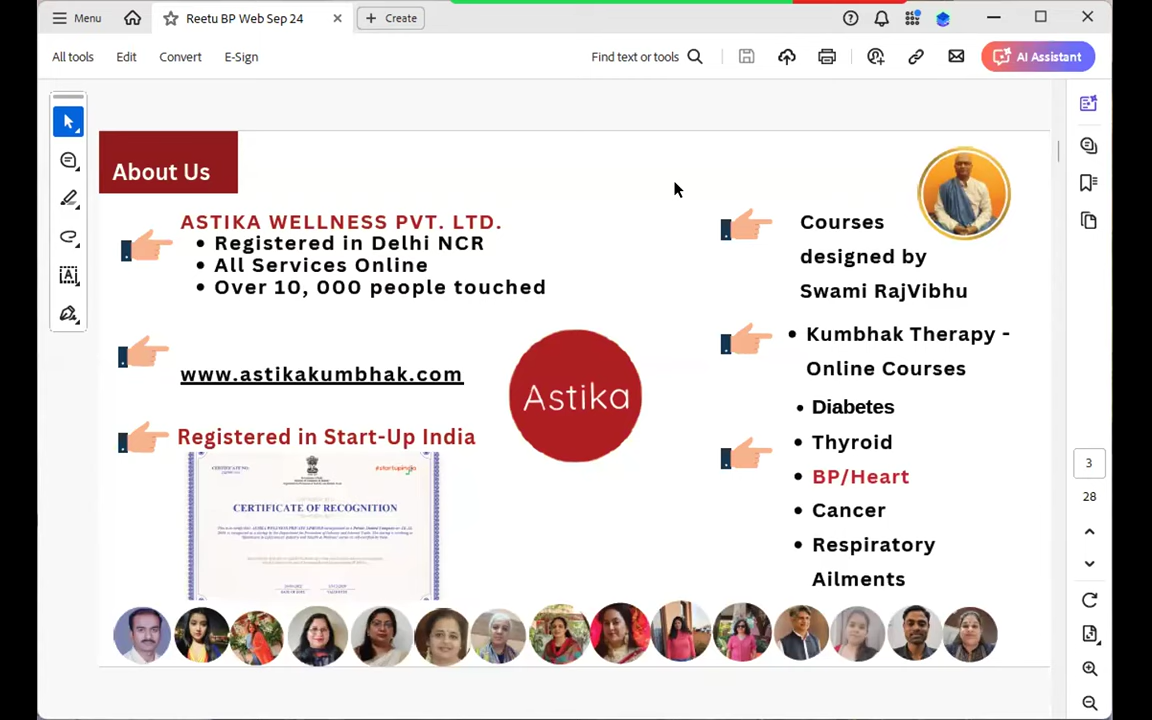 Menu
Reetu BP Web Sep 24
Create
All tools
Edit
Convert
E-Sign
Find text or tools
AI Assistant
About Us
ASTIKA WELLNESS PVT. LTD.
• Registered in Delhi NCR
• All Services Online
• Over 10, 000 people touched
www.astikakumbhak.com
Registered in Start-Up India
#startupindia
CERTIFICATE OF RECOGNITION
Astika
Courses
designed by
Swami RajVibhu
• Kumbhak Therapy -
Online Courses
• Diabetes
• Thyroid
• BP/Heart
• Cancer
• Respiratory
Ailments
3
28